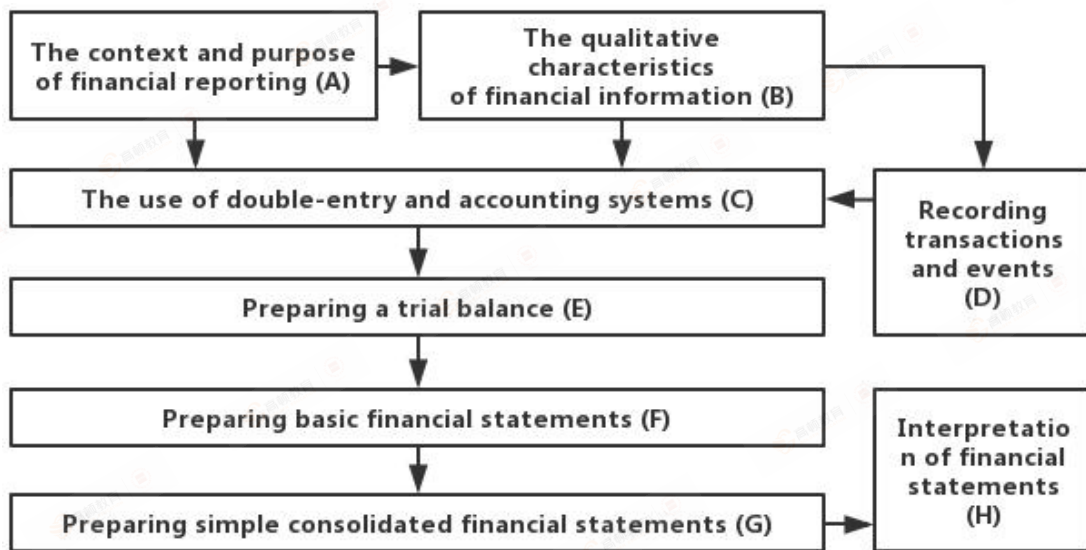 The context and purpose
of financial reporting (A)
The qualitative
characteristics
of financial information (B)
The use of double-entry and accounting systems (C)
Recording
transactions
and events
(D)
Preparing a trial balance (E)
Preparing basic financial statements (F)
Interpretatio
n of financial
statements
(H)
Preparing simple consolidated financial statements (G)